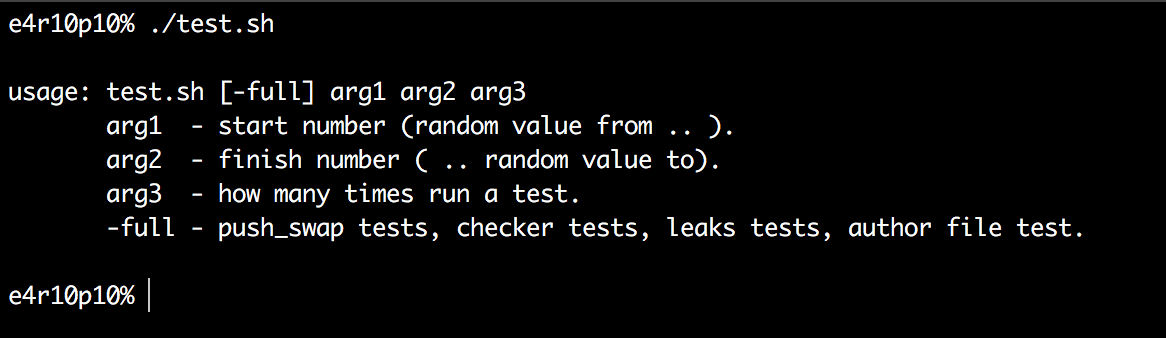 e4r10p10% ./test.sh
usage: test.sh [-full] arg1 arg2 arg3
arg1 - start number (random value from .. ).
arg2 - finish number ( .. random value to).
arg3 - how many times run a test.
-full - push_swap tests, checker tests, leaks tests, author file test.
e4r10p10%